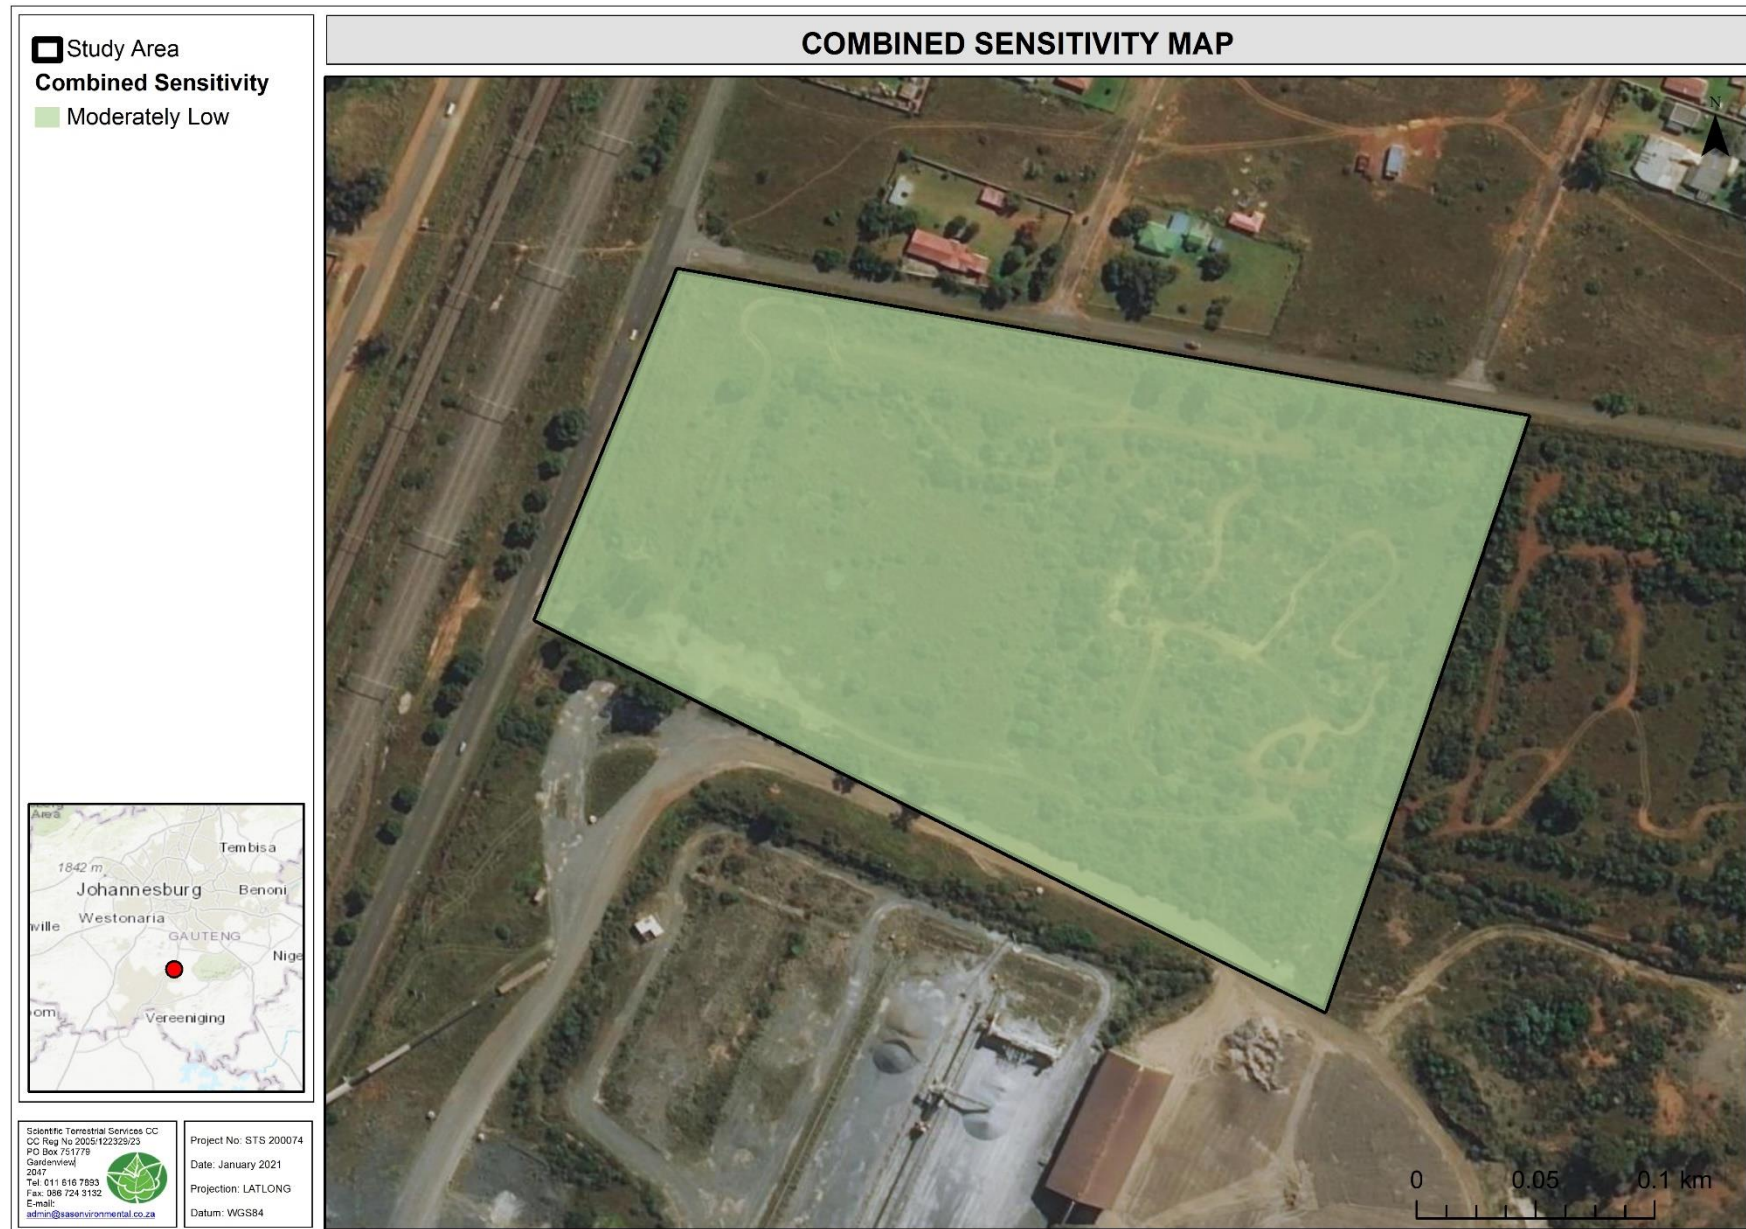 Study Area
Combined Sensitivity
Moderately Low
COMBINED SENSITIVITY MAP
N
Area
Tembisa
1842 m
Johannesburg
Benoni
Westonaria
ville
GAUTENG
Nige
om
Vereeniging
Scientific Terrestrial Services CC
CC Reg No 2005/122329/23
PO Box 751779
Gardenview
2047
Tel: 011 616 7893
Fax: 086 724 3132
E-mail:
admin@sasenvironmental.co.za
Project No: STS 200074
Date: January 2021
Projection: LATLONG
Datum: WGS84
0 0.05 0.1 km